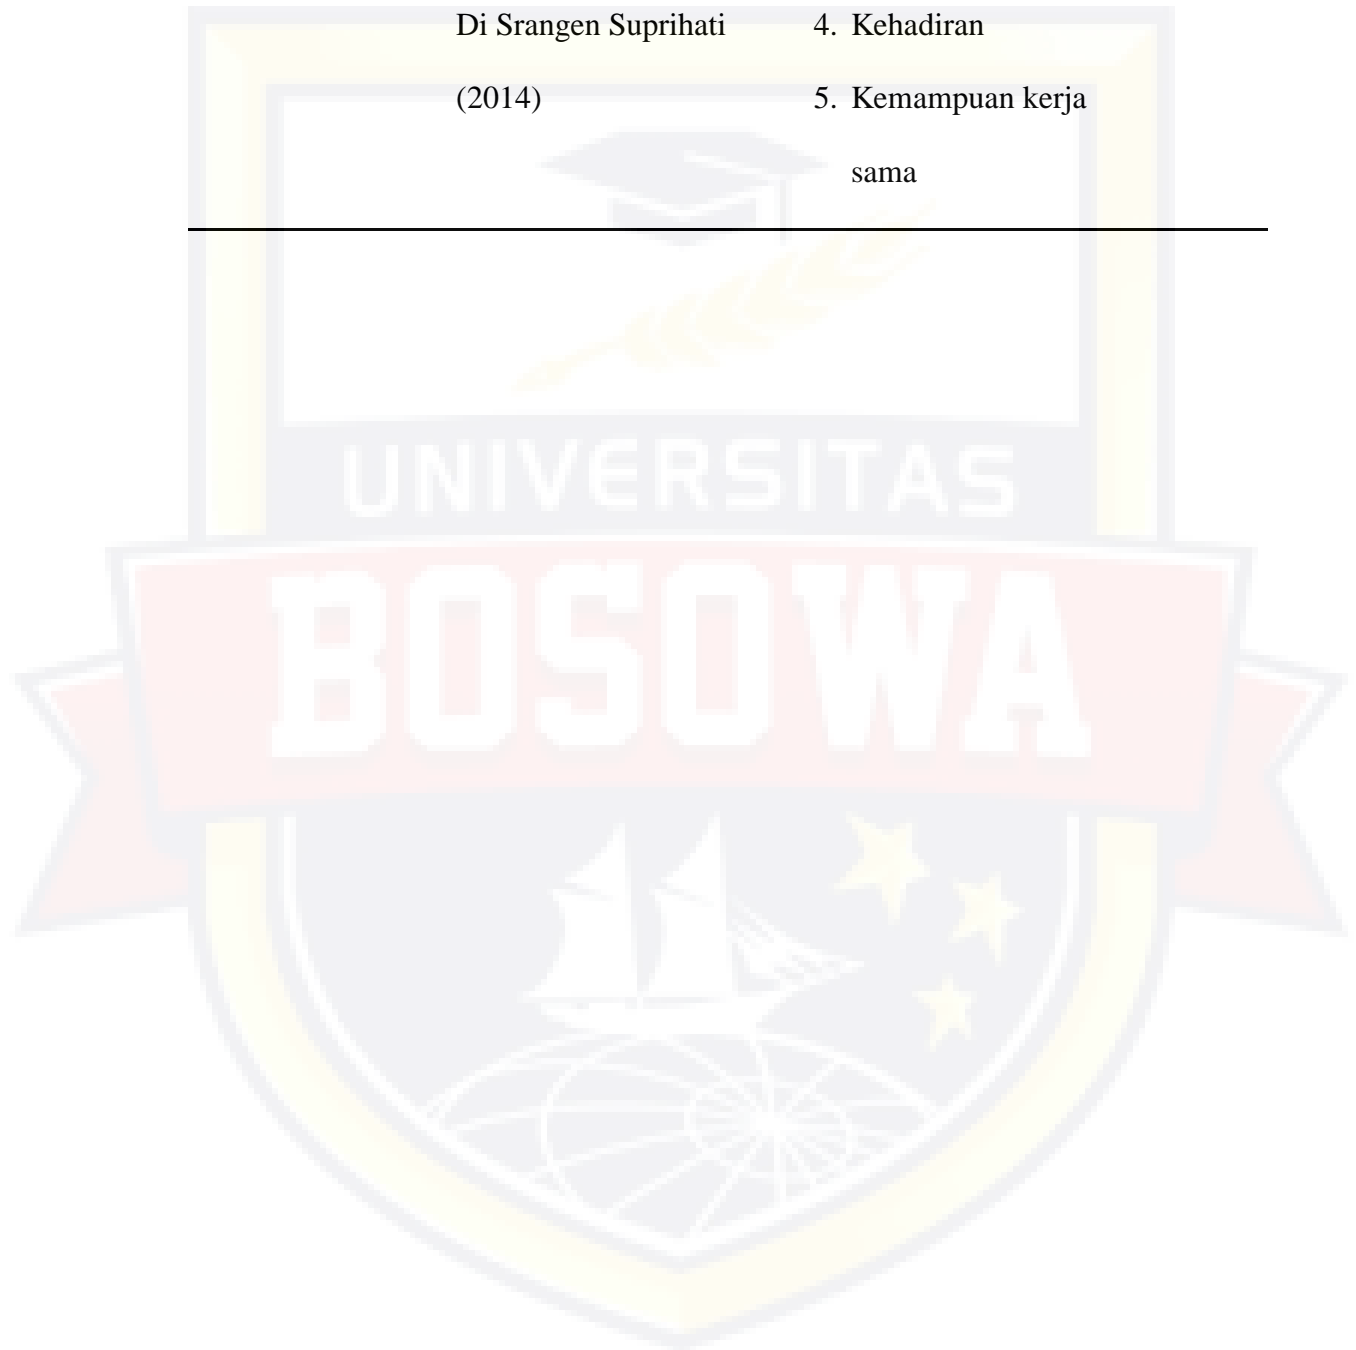 Di Srangen Suprihati 4. Kehadiran
(2014) 5. Kemampuan kerja
sama
UNIVERSITAS
BOSOWA